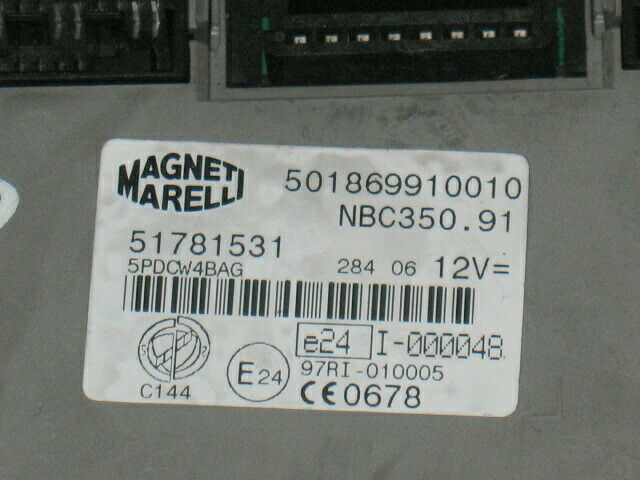 MAGNETI
MARELLI
501869910010
NBC350.91
51781531
5PDCW4BAG
284 06 12V=
e24 I-000048
97RI-010005
C144
E24
CE0678